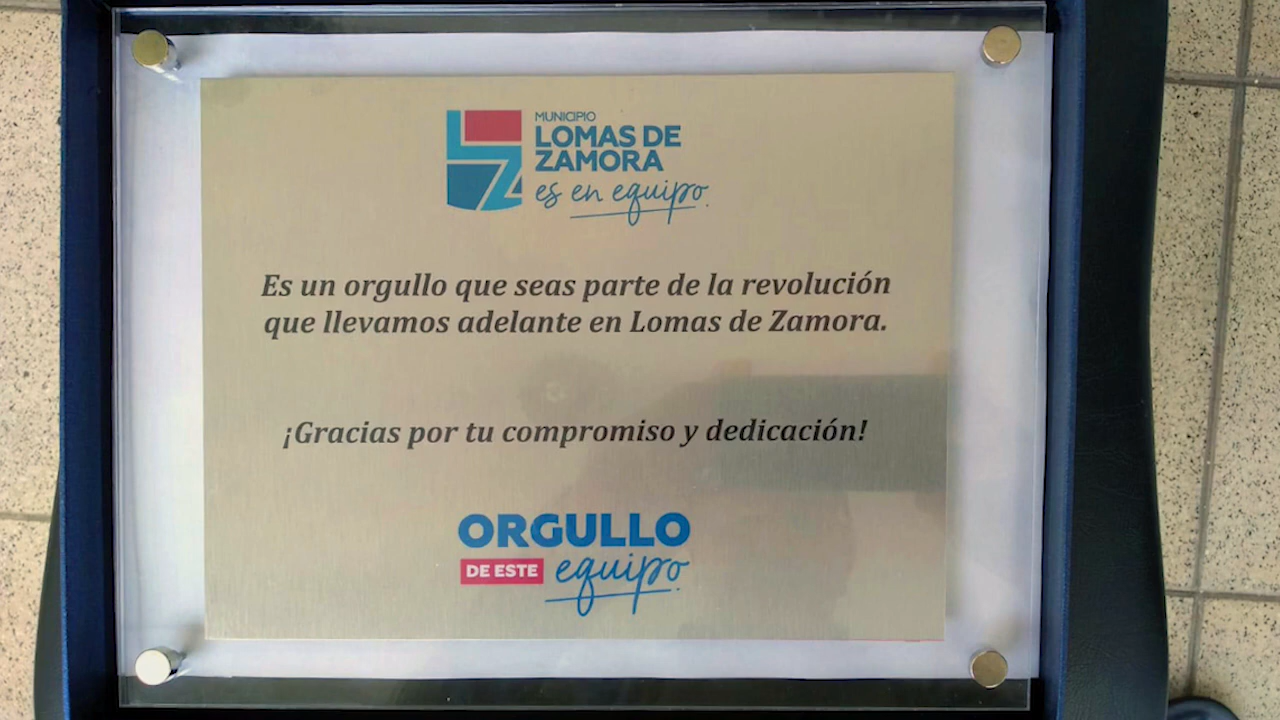 MUNICIPIO
LOMAS DE
ZAMORA
es en equipo.
Es un orgullo que seas parte de la revolución
que llevamos adelante en Lomas de Zamora.
¡Gracias por tu compromiso y dedicación!
ORGULLO
DE ESTE equipo.